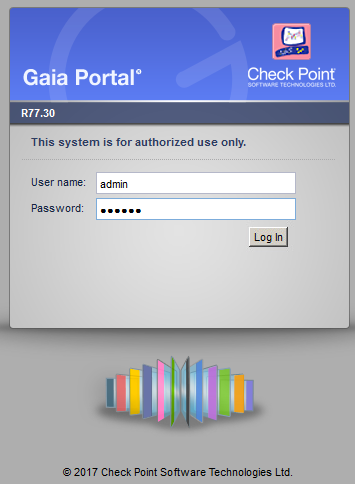 Gaia Portal°
Check Point
SOFTWARE TECHNOLOGIES LTD.
R77.30
This system is for authorized use only.
User name: admin
Password: ●●●●●●
Log In
© 2017 Check Point Software Technologies Ltd.